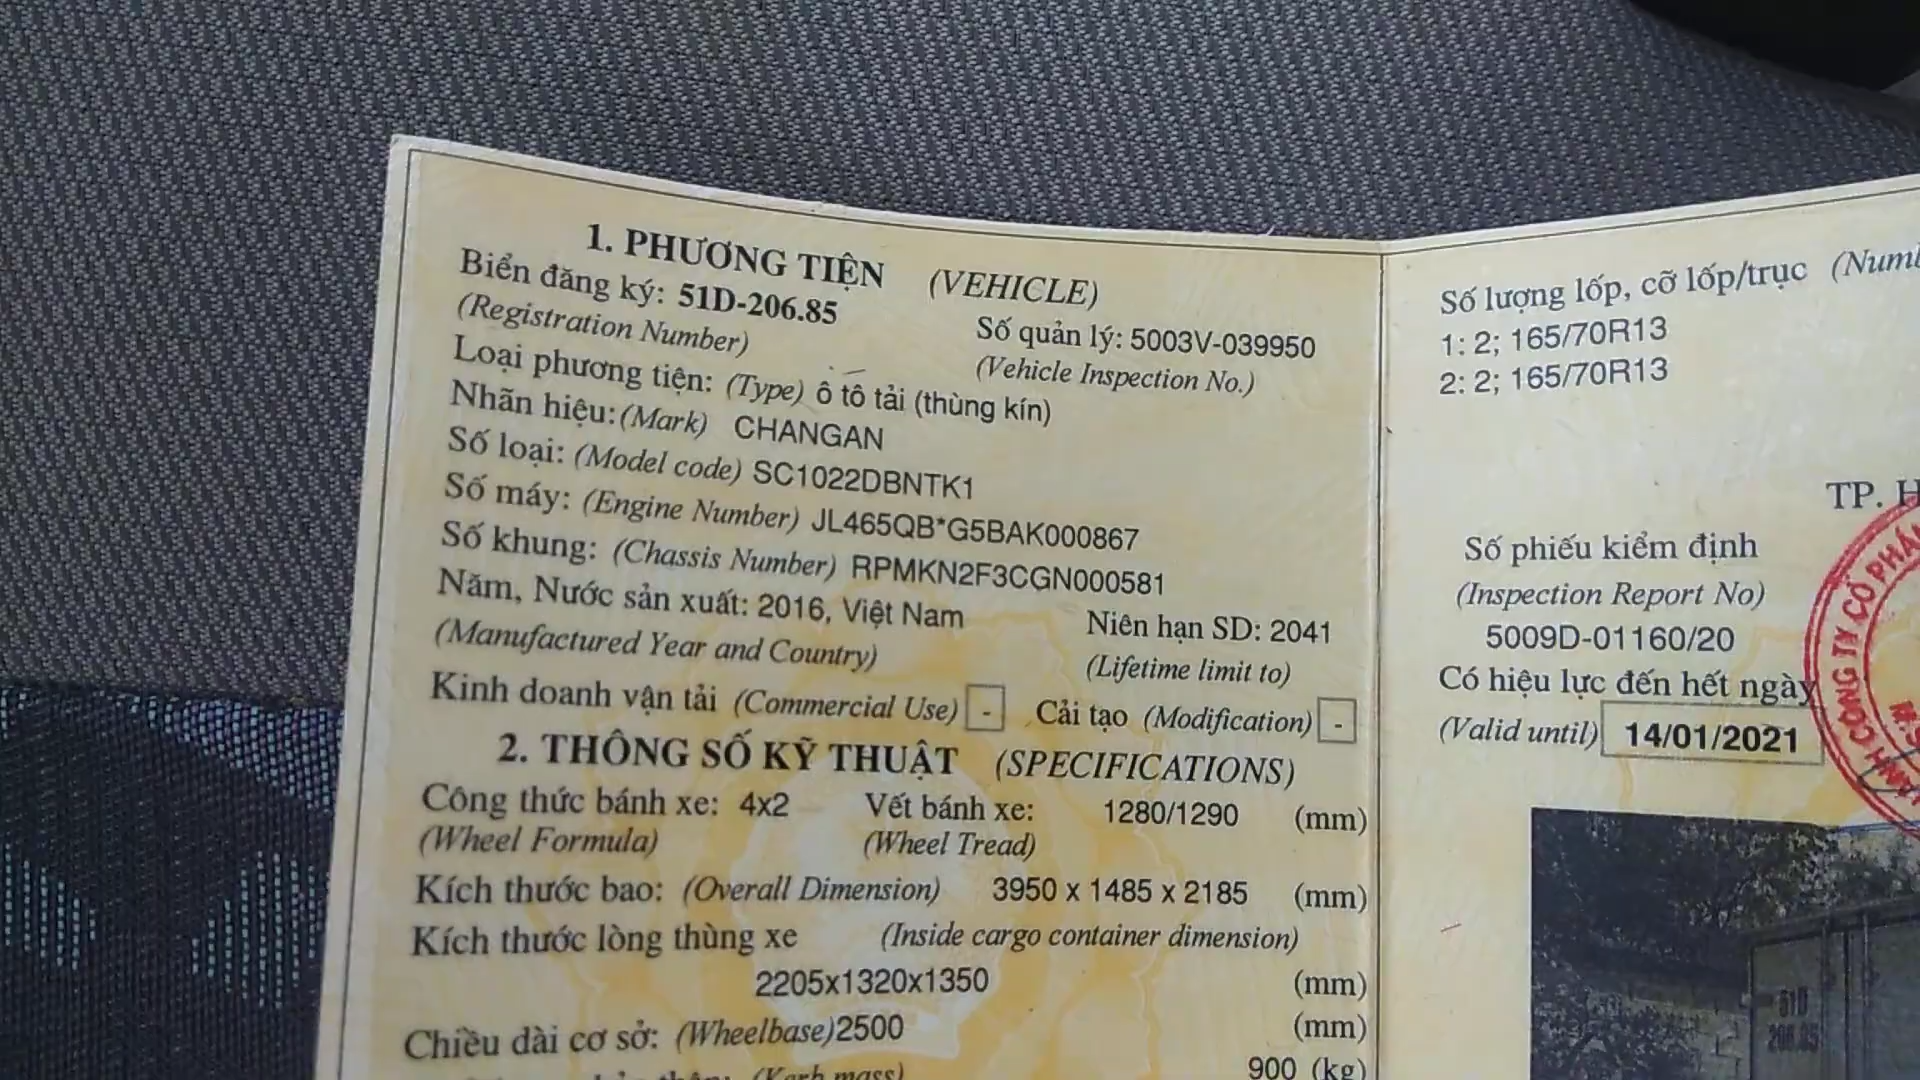 1. PHƯƠNG TIỆN (VEHICLE)
Biển đăng ký: 51D-206.85
(Registration Number)
Số quản lý: 5003V-039950
(Vehicle Inspection No.)
Loại phương tiện: (Type) ô tô tải (thùng kín)
Nhãn hiệu: (Mark) CHANGAN
Số loại: (Model code) SC1022DBNTK1
Số máy: (Engine Number) JL465QB*G5BAK000867
Số khung: (Chassis Number) RPMKN2F3CGN000581
Năm, Nước sản xuất: 2016, Việt Nam
(Manufactured Year and Country)
Niên hạn SD: 2041
(Lifetime limit to)
Kinh doanh vận tải (Commercial Use) - Cải tạo (Modification) -
2. THÔNG SỐ KỸ THUẬT (SPECIFICATIONS)
Công thức bánh xe: 4x2 Vết bánh xe: 1280/1290 (mm)
(Wheel Formula) (Wheel Tread)
Kích thước bao: (Overall Dimension) 3950 x 1485 x 2185 (mm)
Kích thước lòng thùng xe (Inside cargo container dimension)
2205x1320x1350 (mm)
Chiều dài cơ sở: (Wheelbase) 2500 (mm)
(Kerb mass) 900 (kg)
Số lượng lốp, cỡ lốp/trục
1: 2; 165/70R13
2: 2; 165/70R13
TP. H
Số phiếu kiểm định
(Inspection Report No)
5009D-01160/20
Có hiệu lực đến hết ngày
(Valid until) 14/01/2021
CÔNG TY CỔ PHẦN
51D
206.85